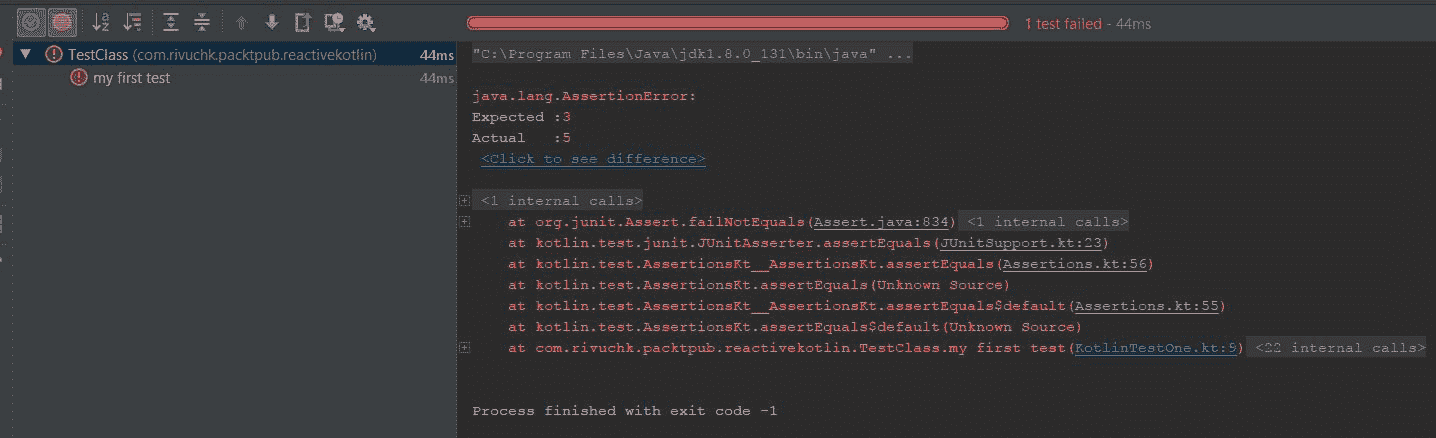 1 test failed - 44ms
TestClass (com.rivuchk.packtpub.reactivekotlin) 44ms
my first test 44ms
"C:\Program Files\Java\jdk1.8.0_131\bin\java" ...
java.lang.AssertionError:
Expected :3
Actual :5
<Click to see difference>
<1 internal calls>
at org.junit.Assert.failNotEquals(Assert.java:834) <1 internal calls>
at kotlin.test.junit.JUnitAsserter.assertEquals(JUnitSupport.kt:23)
at kotlin.test.AssertionsKt__AssertionsKt.assertEquals(Assertions.kt:56)
at kotlin.test.AssertionsKt.assertEquals(Unknown Source)
at kotlin.test.AssertionsKt__AssertionsKt.assertEquals$default(Assertions.kt:55)
at kotlin.test.AssertionsKt.assertEquals$default(Unknown Source)
at com.rivuchk.packtpub.reactivekotlin.TestClass.my first test(KotlinTestOne.kt:9) <22 internal calls>
Process finished with exit code -1